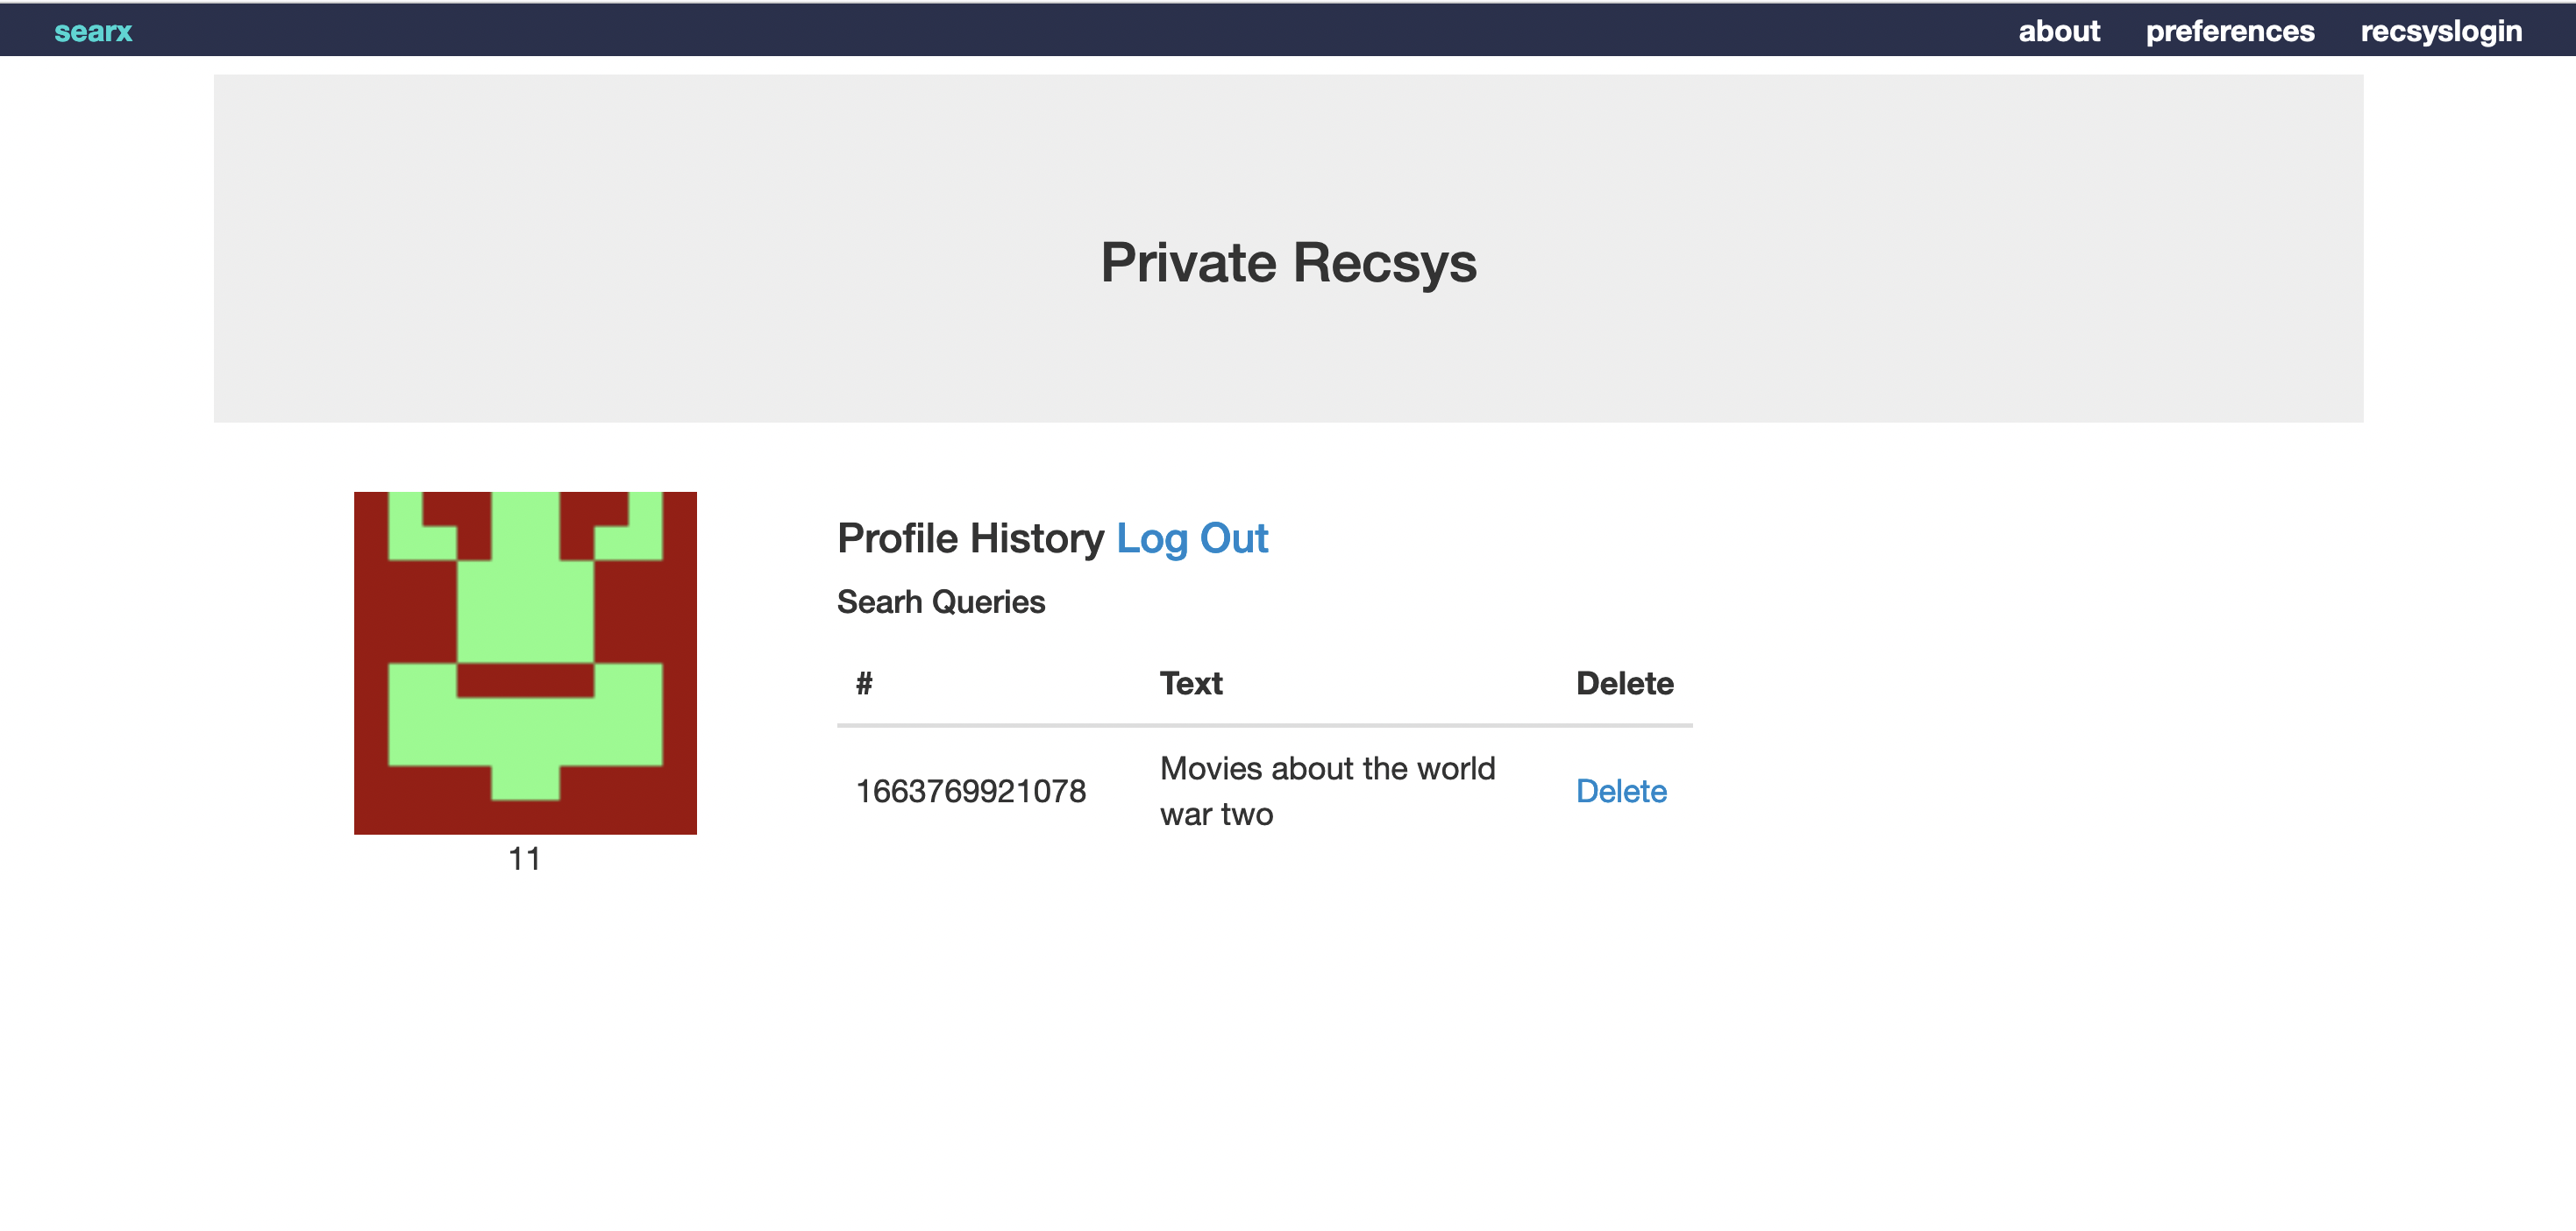 searx about preferences recsyslogin
Private Recsys
Profile History Log Out
Searh Queries
# Text Delete
1663769921078 Movies about the world war two Delete
11